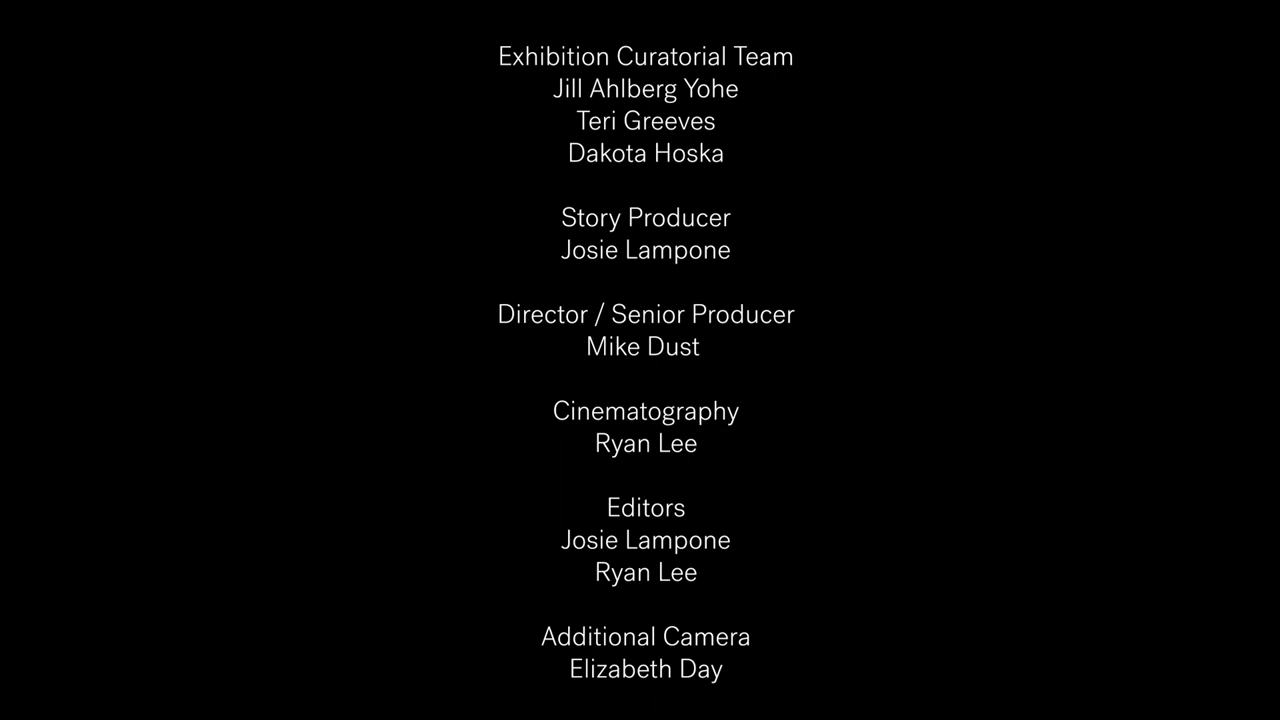 Exhibition Curatorial Team
Jill Ahlberg Yohe
Teri Greeves
Dakota Hoska
Story Producer
Josie Lampone
Director / Senior Producer
Mike Dust
Cinematography
Ryan Lee
Editors
Josie Lampone
Ryan Lee
Additional Camera
Elizabeth Day